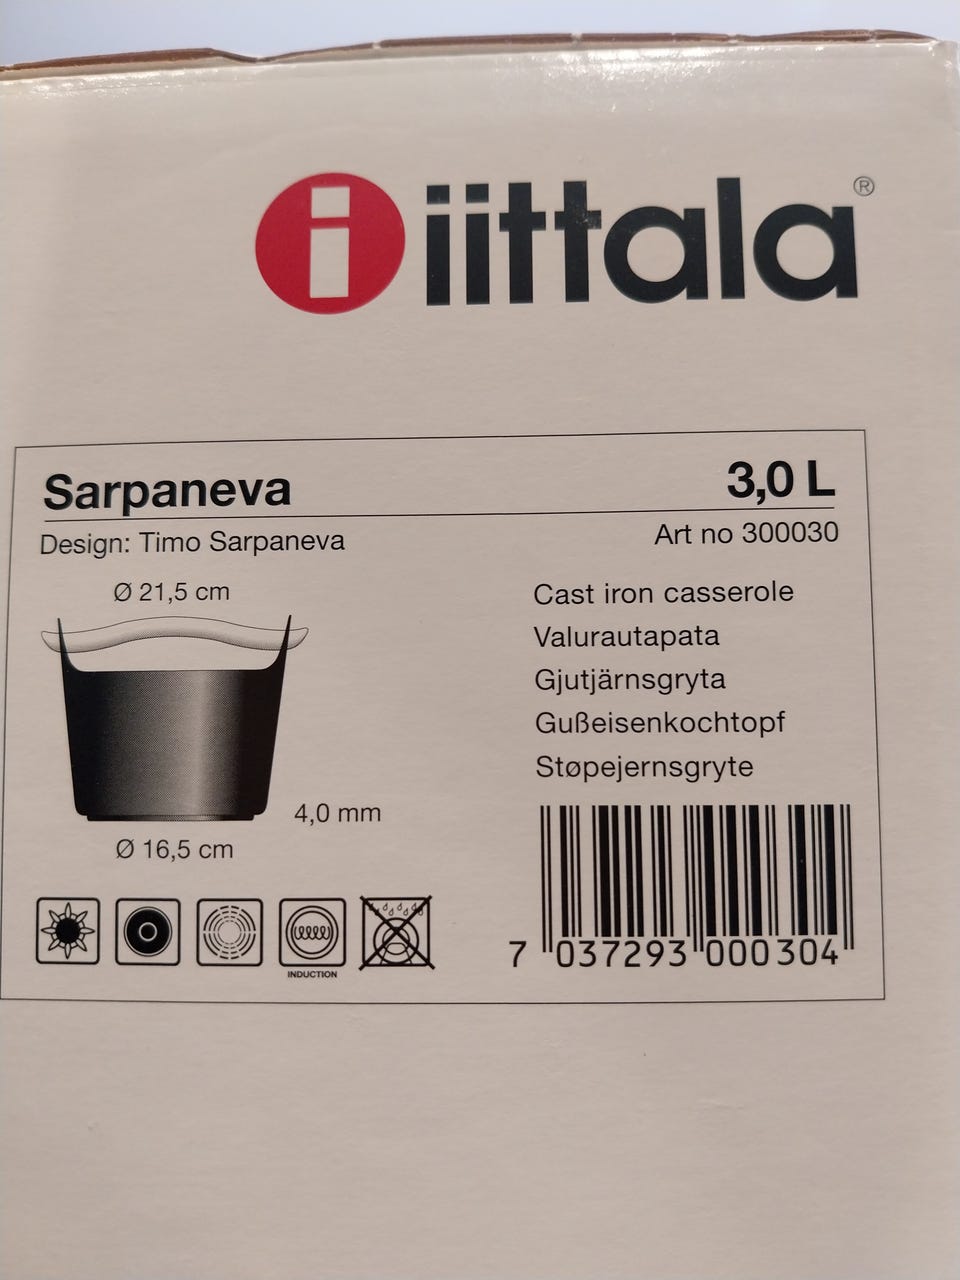 i iittala®
Sarpaneva 3,0 L
Design: Timo Sarpaneva Art no 300030
Ø 21,5 cm
Cast iron casserole
Valurautapata
Gjutjärnsgryta
Gußeisenkochtopf
Støpejernsgryte
4,0 mm
Ø 16,5 cm
INDUCTION
7 037293 000304